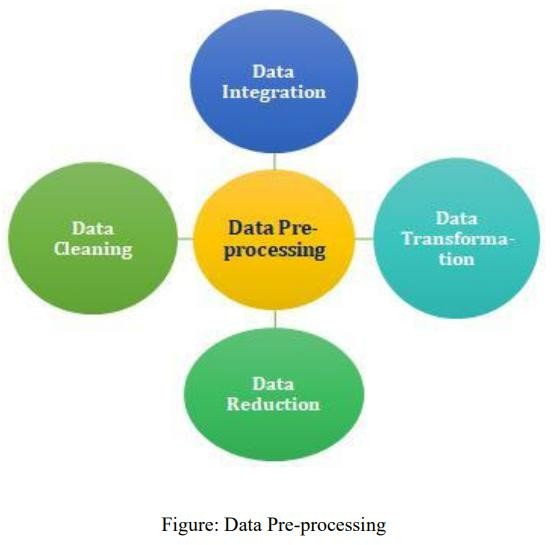 Data
Integration
Data
Cleaning
Data Pre-
processing
Data
Transforma-
tion
Data
Reduction
Figure: Data Pre-processing